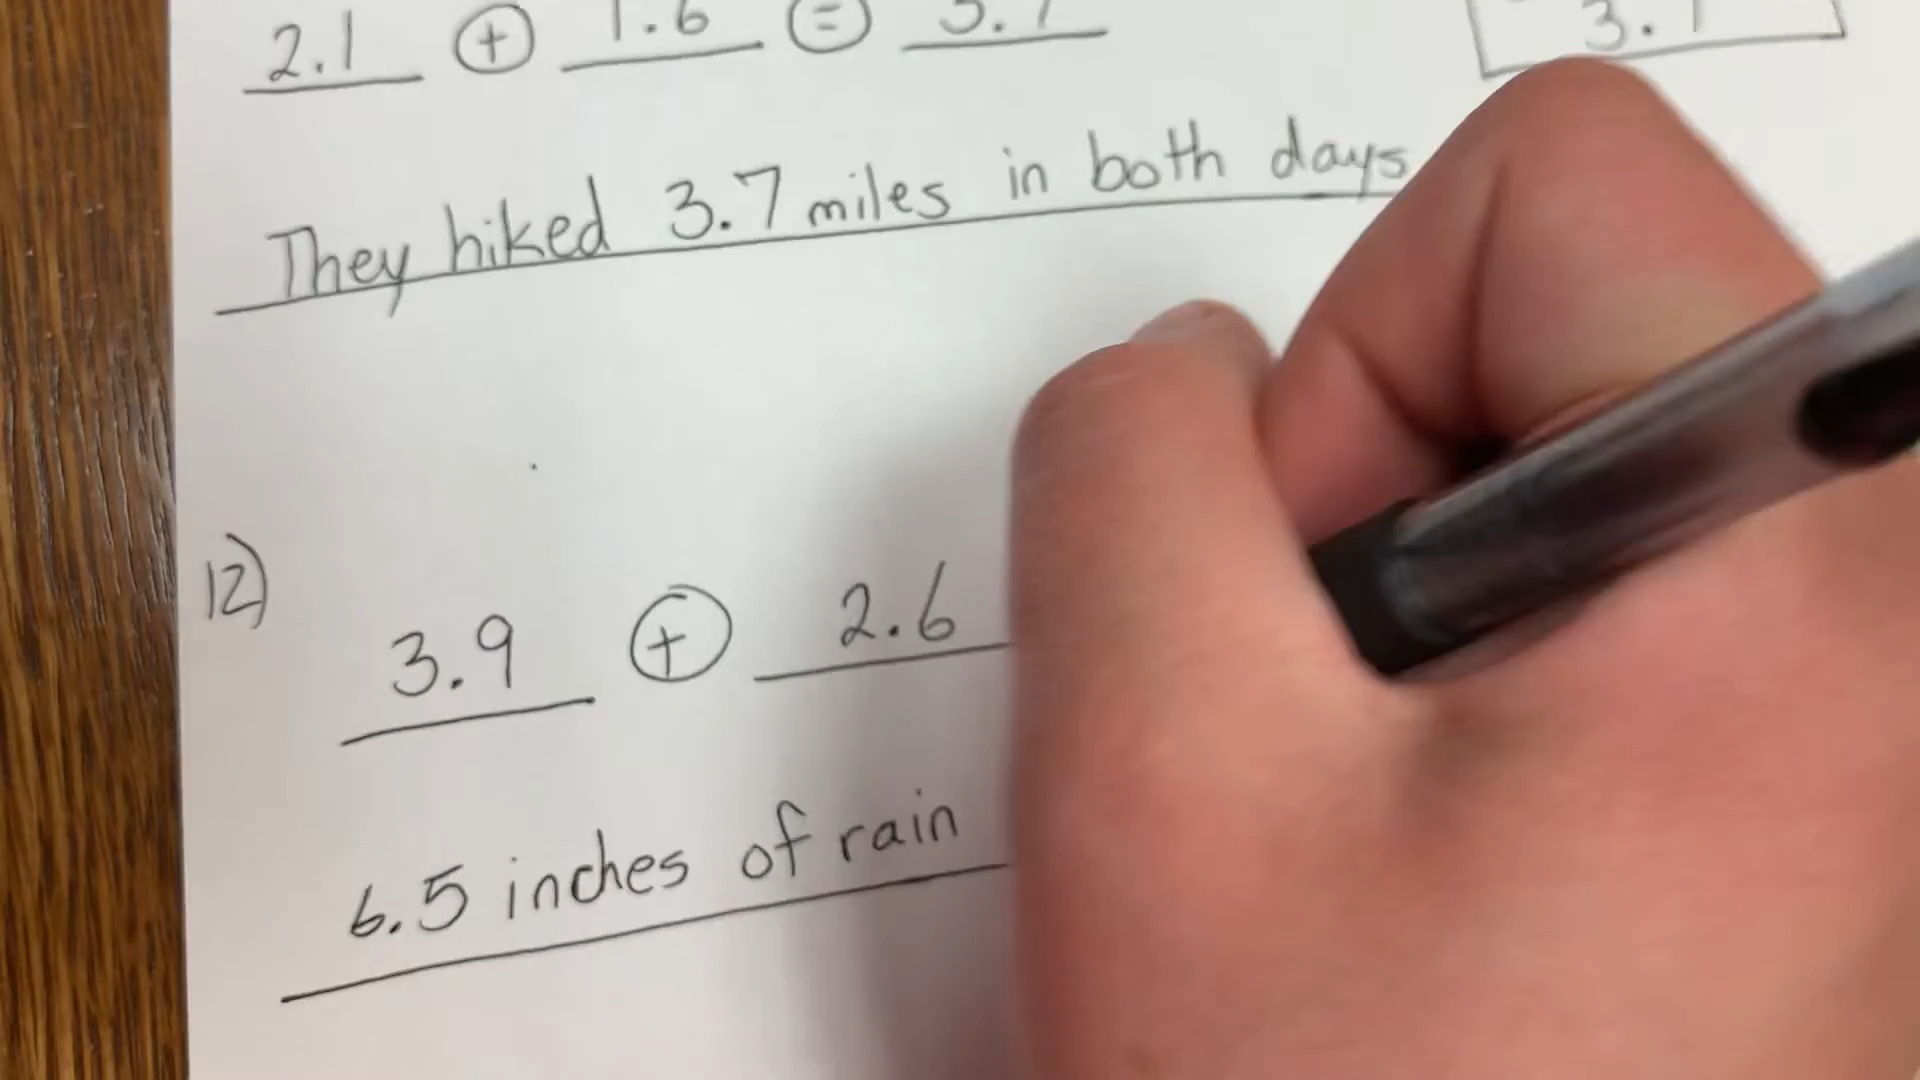 2.1 + 1.6 = 3.7
3.7
They hiked 3.7 miles in both days
12)
3.9 + 2.6
6.5 inches of rain